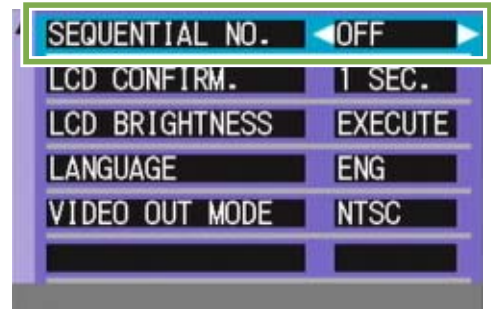 SEQUENTIAL NO. OFF
LCD CONFIRM. 1 SEC.
LCD BRIGHTNESS EXECUTE
LANGUAGE ENG
VIDEO OUT MODE NTSC